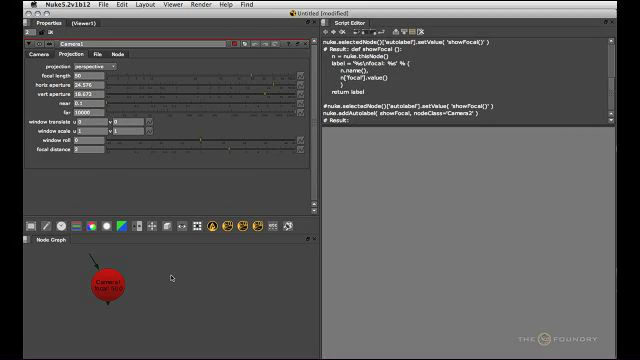 Nuke5.2v1b12 File Edit Layout Viewer Render Help
Untitled [modified]
Properties (Viewer1)
Script Editor
2
Camera1
Camera Projection File Node
projection perspective
focal length 50
horiz aperture 24.576
vert aperture 18.672
near 0.1
far 10000
window translate u 0 v 0
window scale u 1 v 1
window roll 0
focal distance 2
nuke.selectedNode()['autolabel'].setValue( 'showFocal()' )
# Result: def showFocal ():
n = nuke.thisNode()
label = '%s\nfocal: %s' % (
n.name(),
n['focal'].value()
)
return label
#nuke.selectedNode()['autolabel'].setValue( 'showFocal()' )
nuke.addAutolabel( showFocal, nodeClass='Camera2' )
# Result:
Node Graph
Camera1
focal: 50.0
THE FOUNDRY